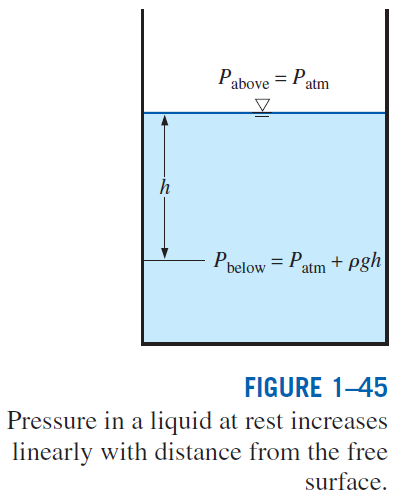 P_above = P_atm
h
P_below = P_atm + ρgh
FIGURE 1–45
Pressure in a liquid at rest increases
linearly with distance from the free
surface.